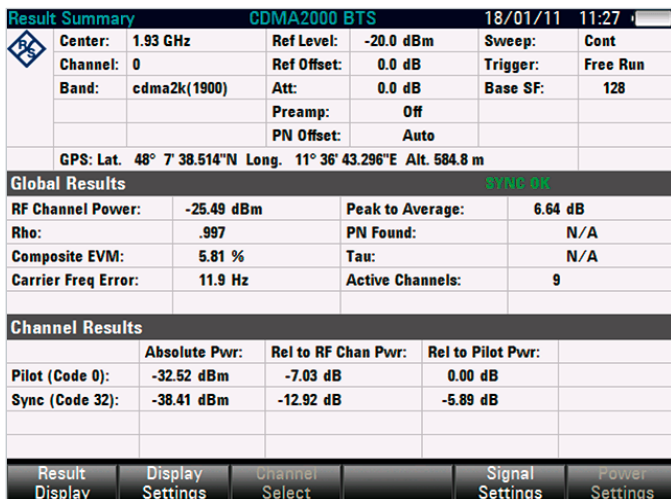 Result Summary CDMA2000 BTS 18/01/11 11:27
R&S Center: 1.93 GHz Ref Level: -20.0 dBm Sweep: Cont
Channel: 0 Ref Offset: 0.0 dB Trigger: Free Run
Band: cdma2k(1900) Att: 0.0 dB Base SF: 128
Preamp: Off
PN Offset: Auto
GPS: Lat. 48° 7' 38.514"N Long. 11° 36' 43.296"E Alt. 584.8 m
Global Results SYNC OK
RF Channel Power: -25.49 dBm Peak to Average: 6.64 dB
Rho: .997 PN Found: N/A
Composite EVM: 5.81 % Tau: N/A
Carrier Freq Error: 11.9 Hz Active Channels: 9
Channel Results
Absolute Pwr: Rel to RF Chan Pwr: Rel to Pilot Pwr:
Pilot (Code 0): -32.52 dBm -7.03 dB 0.00 dB
Sync (Code 32): -38.41 dBm -12.92 dB -5.89 dB
Result Display Channel Signal Power
Display Settings Select Settings Settings